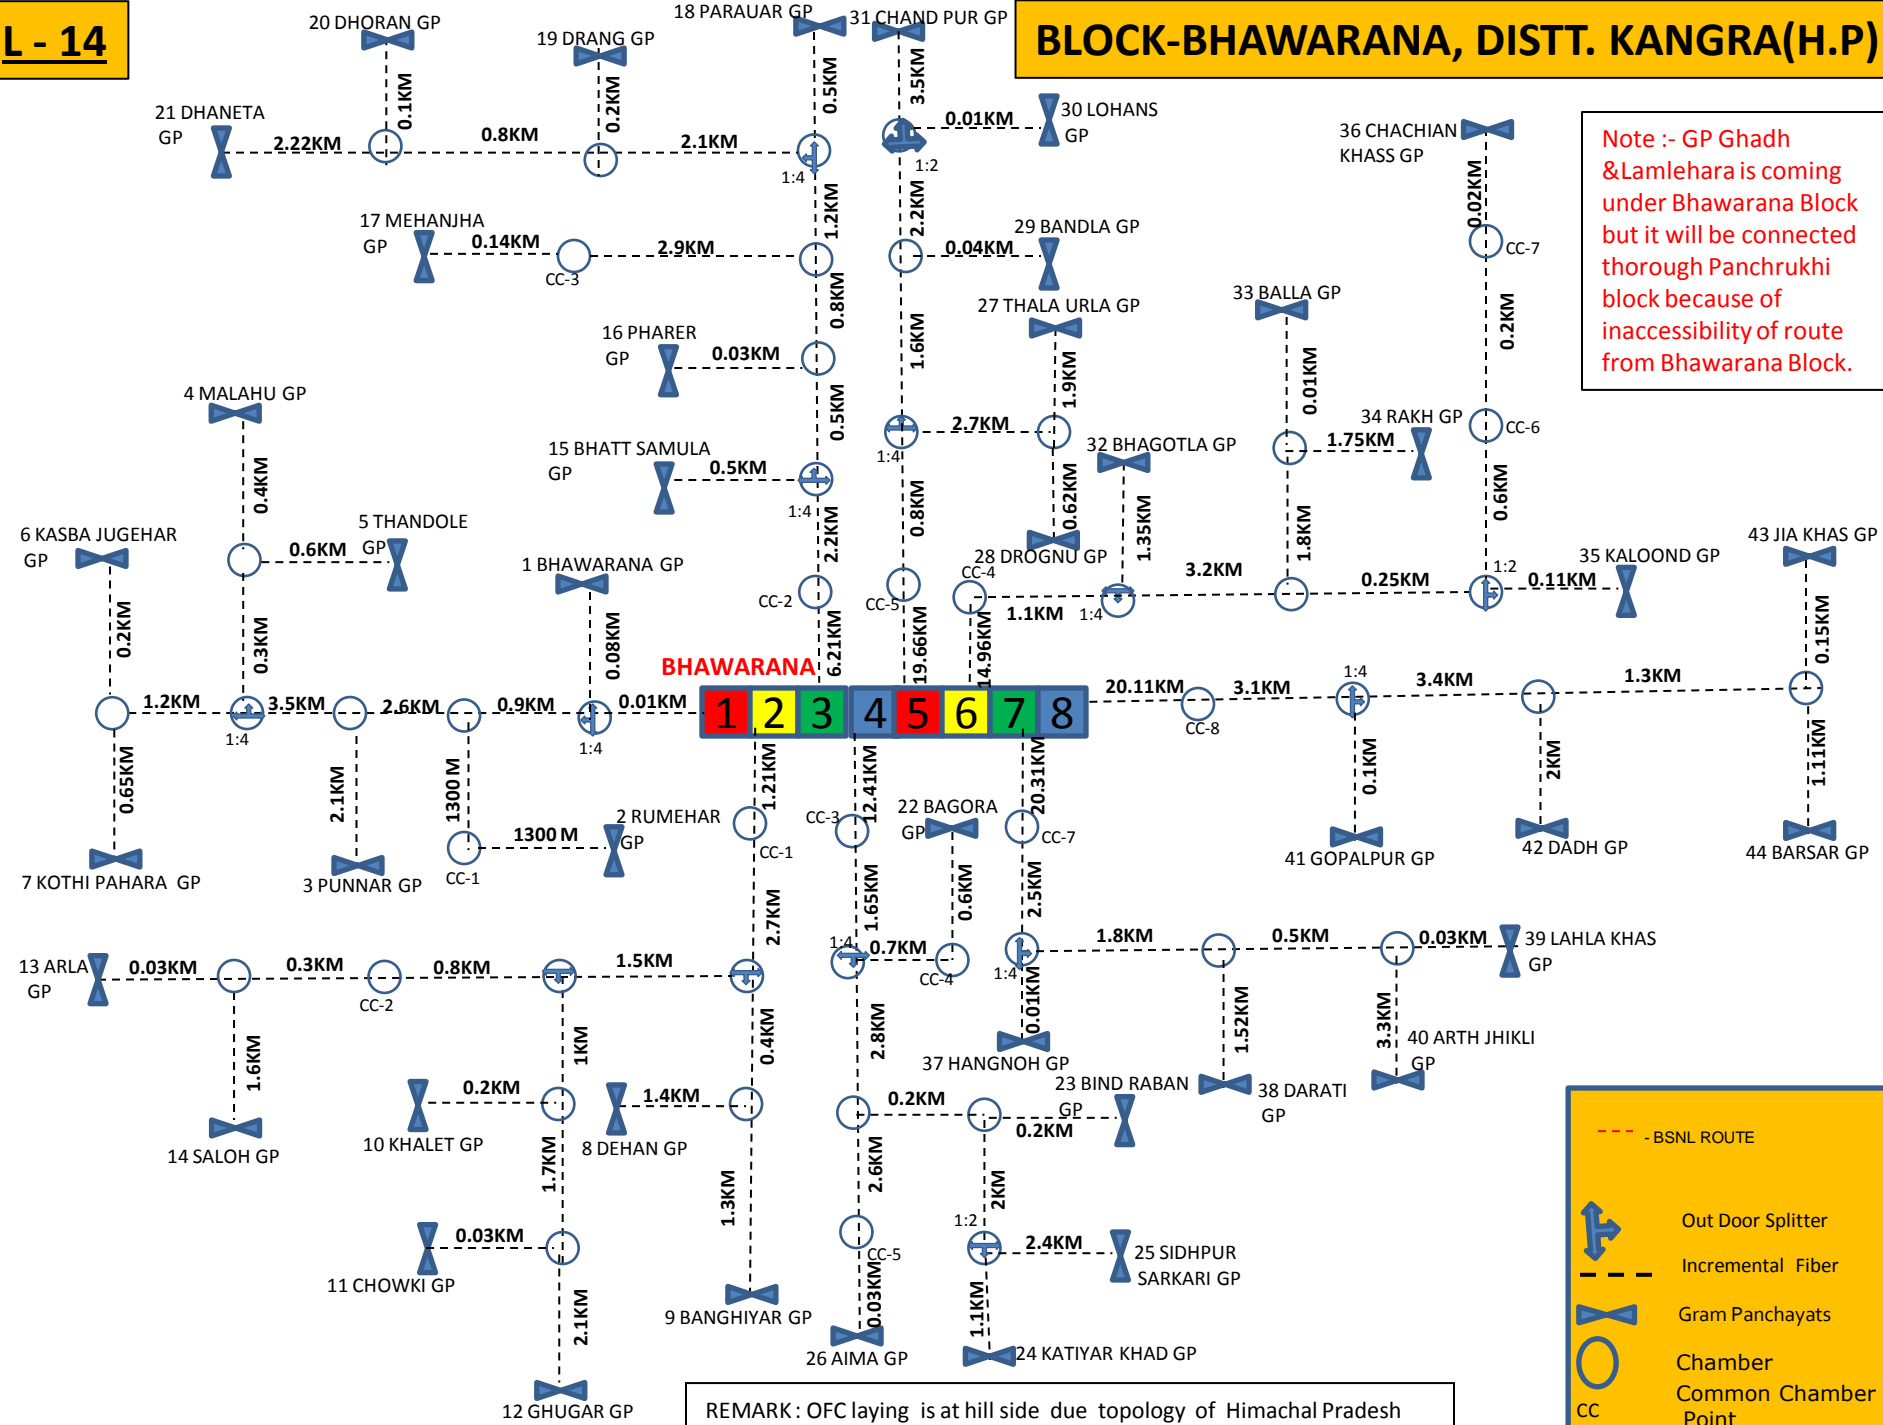 L - 14
BLOCK-BHAWARANA, DISTT. KANGRA(H.P)
20 DHORAN GP
19 DRANG GP
18 PARAUAR GP
31 CHAND PUR GP
0.1KM
0.2KM
0.5KM
3.5KM
21 DHANETA
GP
2.22KM
0.8KM
2.1KM
1:4
0.01KM
30 LOHANS
GP
1:2
36 CHACHIAN
KHASS GP
0.02KM
CC-7
Note :- GP Ghadh
&Lamlehara is coming
under Bhawarana Block
but it will be connected
thorough Panchrukhi
block because of
inaccessibility of route
from Bhawarana Block.
17 MEHANJHA
GP
0.14KM
CC-3
2.9KM
1.2KM
2.2KM
0.04KM
29 BANDLA GP
0.8KM
27 THALA URLA GP
33 BALLA GP
0.2KM
16 PHARER
GP
0.03KM
1.6KM
1.9KM
0.01KM
4 MALAHU GP
0.5KM
2.7KM
1:4
34 RAKH GP
1.75KM
CC-6
15 BHATT SAMULA
GP
0.5KM
1:4
32 BHAGOTLA GP
0.4KM
0.8KM
0.62KM
1.35KM
1.8KM
0.6KM
6 KASBA JUGEHAR
GP
5 THANDOLE
GP
0.6KM
2.2KM
28 DROGNU GP
43 JIA KHAS GP
35 KALOOND GP
1 BHAWARANA GP
CC-2
CC-5
CC-4
1.1KM
1:4
3.2KM
0.25KM
1:2
0.11KM
0.2KM
0.3KM
0.08KM
6.21KM
19.66KM
14.96KM
0.15KM
BHAWARANA
1.2KM
1:4
3.5KM
2.6KM
0.9KM
1:4
0.01KM
1 2 3 4 5 6 7 8
20.11KM
CC-8
3.1KM
1:4
3.4KM
1.3KM
0.65KM
2.1KM
1300 M
1.21KM
12.41KM
20.31KM
0.1KM
2KM
1.11KM
7 KOTHI PAHARA GP
3 PUNNAR GP
CC-1
1300 M
2 RUMEHAR
GP
CC-1
CC-3
22 BAGORA
GP
CC-7
41 GOPALPUR GP
42 DADH GP
44 BARSAR GP
2.7KM
1.65KM
0.6KM
2.5KM
13 ARLA
GP
0.03KM
0.3KM
CC-2
0.8KM
1.5KM
1:4
0.7KM
CC-4
1:4
1.8KM
0.5KM
0.03KM
39 LAHLA KHAS
GP
1.6KM
1KM
0.4KM
2.8KM
0.01KM
1.52KM
3.3KM
40 ARTH JHIKLI
GP
37 HANGNOH GP
38 DARATI
GP
14 SALOH GP
0.2KM
10 KHALET GP
1.4KM
8 DEHAN GP
0.2KM
23 BIND RABAN
GP
0.2KM
1.7KM
1.3KM
2.6KM
2KM
0.03KM
11 CHOWKI GP
CC-5
1:2
2.4KM
25 SIDHPUR
SARKARI GP
2.1KM
9 BANGHIYAR GP
0.03KM
1.1KM
26 AIMA GP
24 KATIYAR KHAD GP
12 GHUGAR GP
REMARK : OFC laying is at hill side due topology of Himachal Pradesh
- BSNL ROUTE
Out Door Splitter
Incremental Fiber
Gram Panchayats
Chamber
CC
Common Chamber
Point